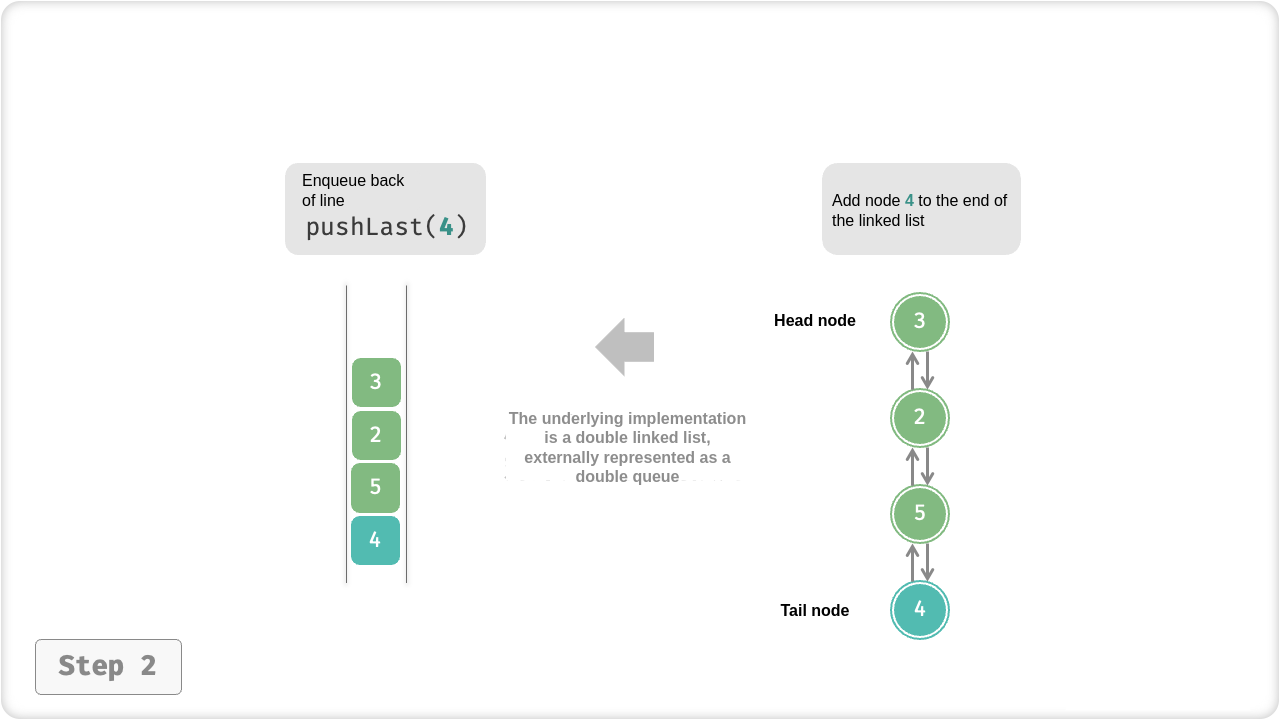 Enqueue back
of line
pushLast(4)
Add node 4 to the end of
the linked list
Head node
3
2
5
4
The underlying implementation
is a double linked list,
externally represented as a
double queue
3
2
5
4
Tail node
Step 2